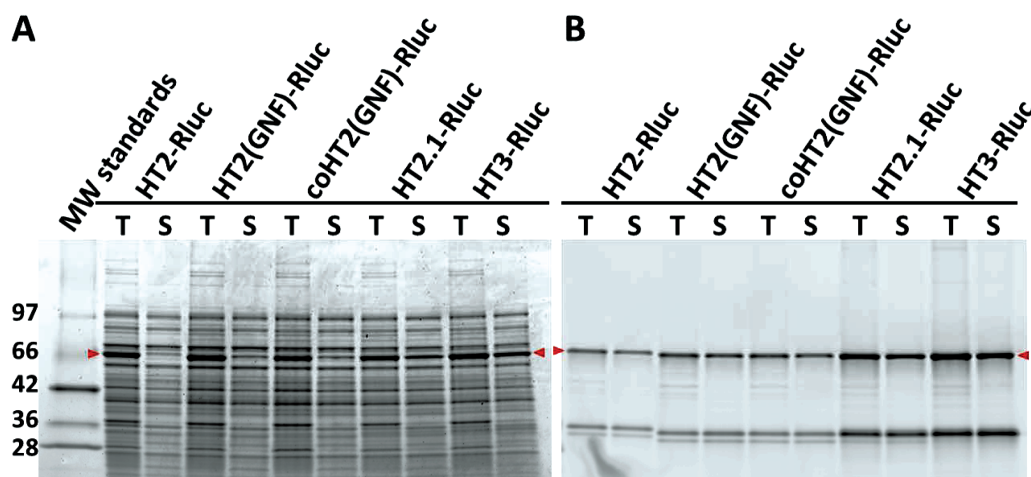 A
MW standards
HT2-Rluc
HT2(GNF)-Rluc
coHT2(GNF)-Rluc
HT2.1-Rluc
HT3-Rluc
T S T S T S T S T S
97
66
42
36
28
B
HT2-Rluc
HT2(GNF)-Rluc
coHT2(GNF)-Rluc
HT2.1-Rluc
HT3-Rluc
T S T S T S T S T S